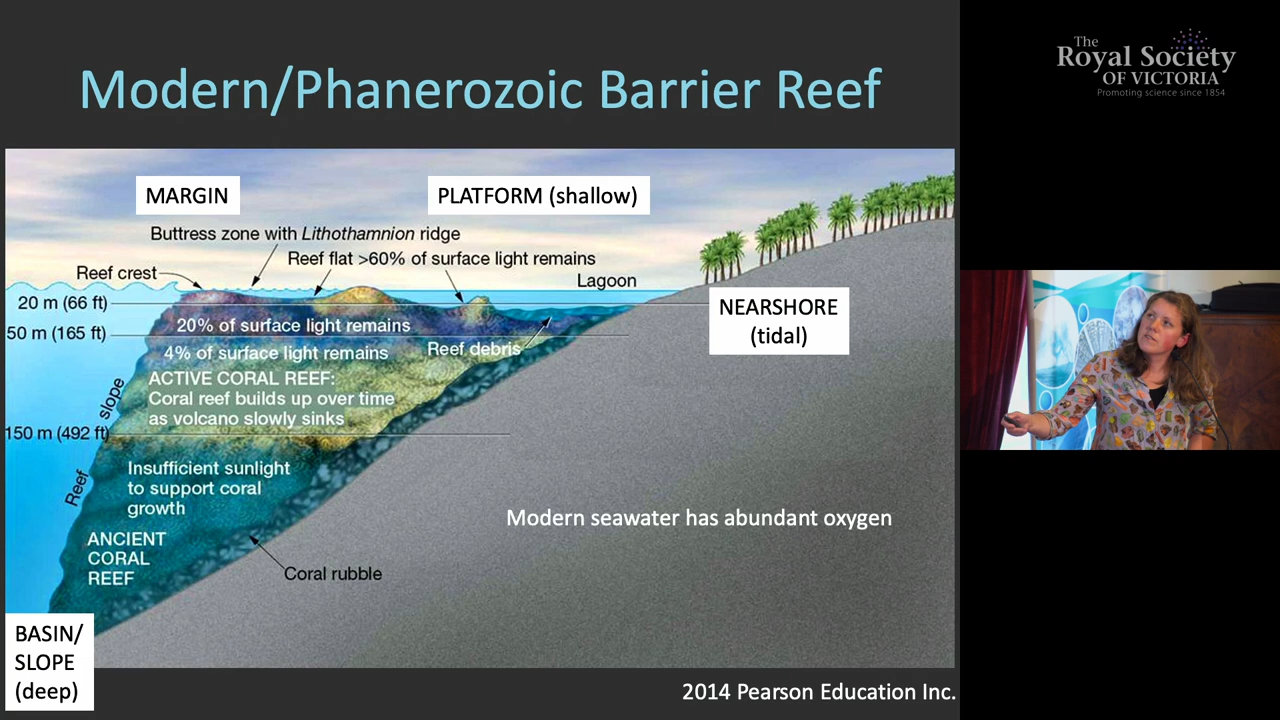 Modern/Phanerozoic Barrier Reef
The
Royal Society
OF VICTORIA
Promoting science since 1854
MARGIN
PLATFORM (shallow)
Buttress zone with Lithothamnion ridge
Reef flat >60% of surface light remains
Reef crest
Lagoon
20 m (66 ft)
NEARSHORE
(tidal)
20% of surface light remains
50 m (165 ft)
4% of surface light remains
Reef debris
ACTIVE CORAL REEF:
Coral reef builds up over time
as volcano slowly sinks
150 m (492 ft)
Reef slope
Insufficient sunlight
to support coral
growth
Modern seawater has abundant oxygen
ANCIENT
CORAL
REEF
Coral rubble
BASIN/
SLOPE
(deep)
2014 Pearson Education Inc.